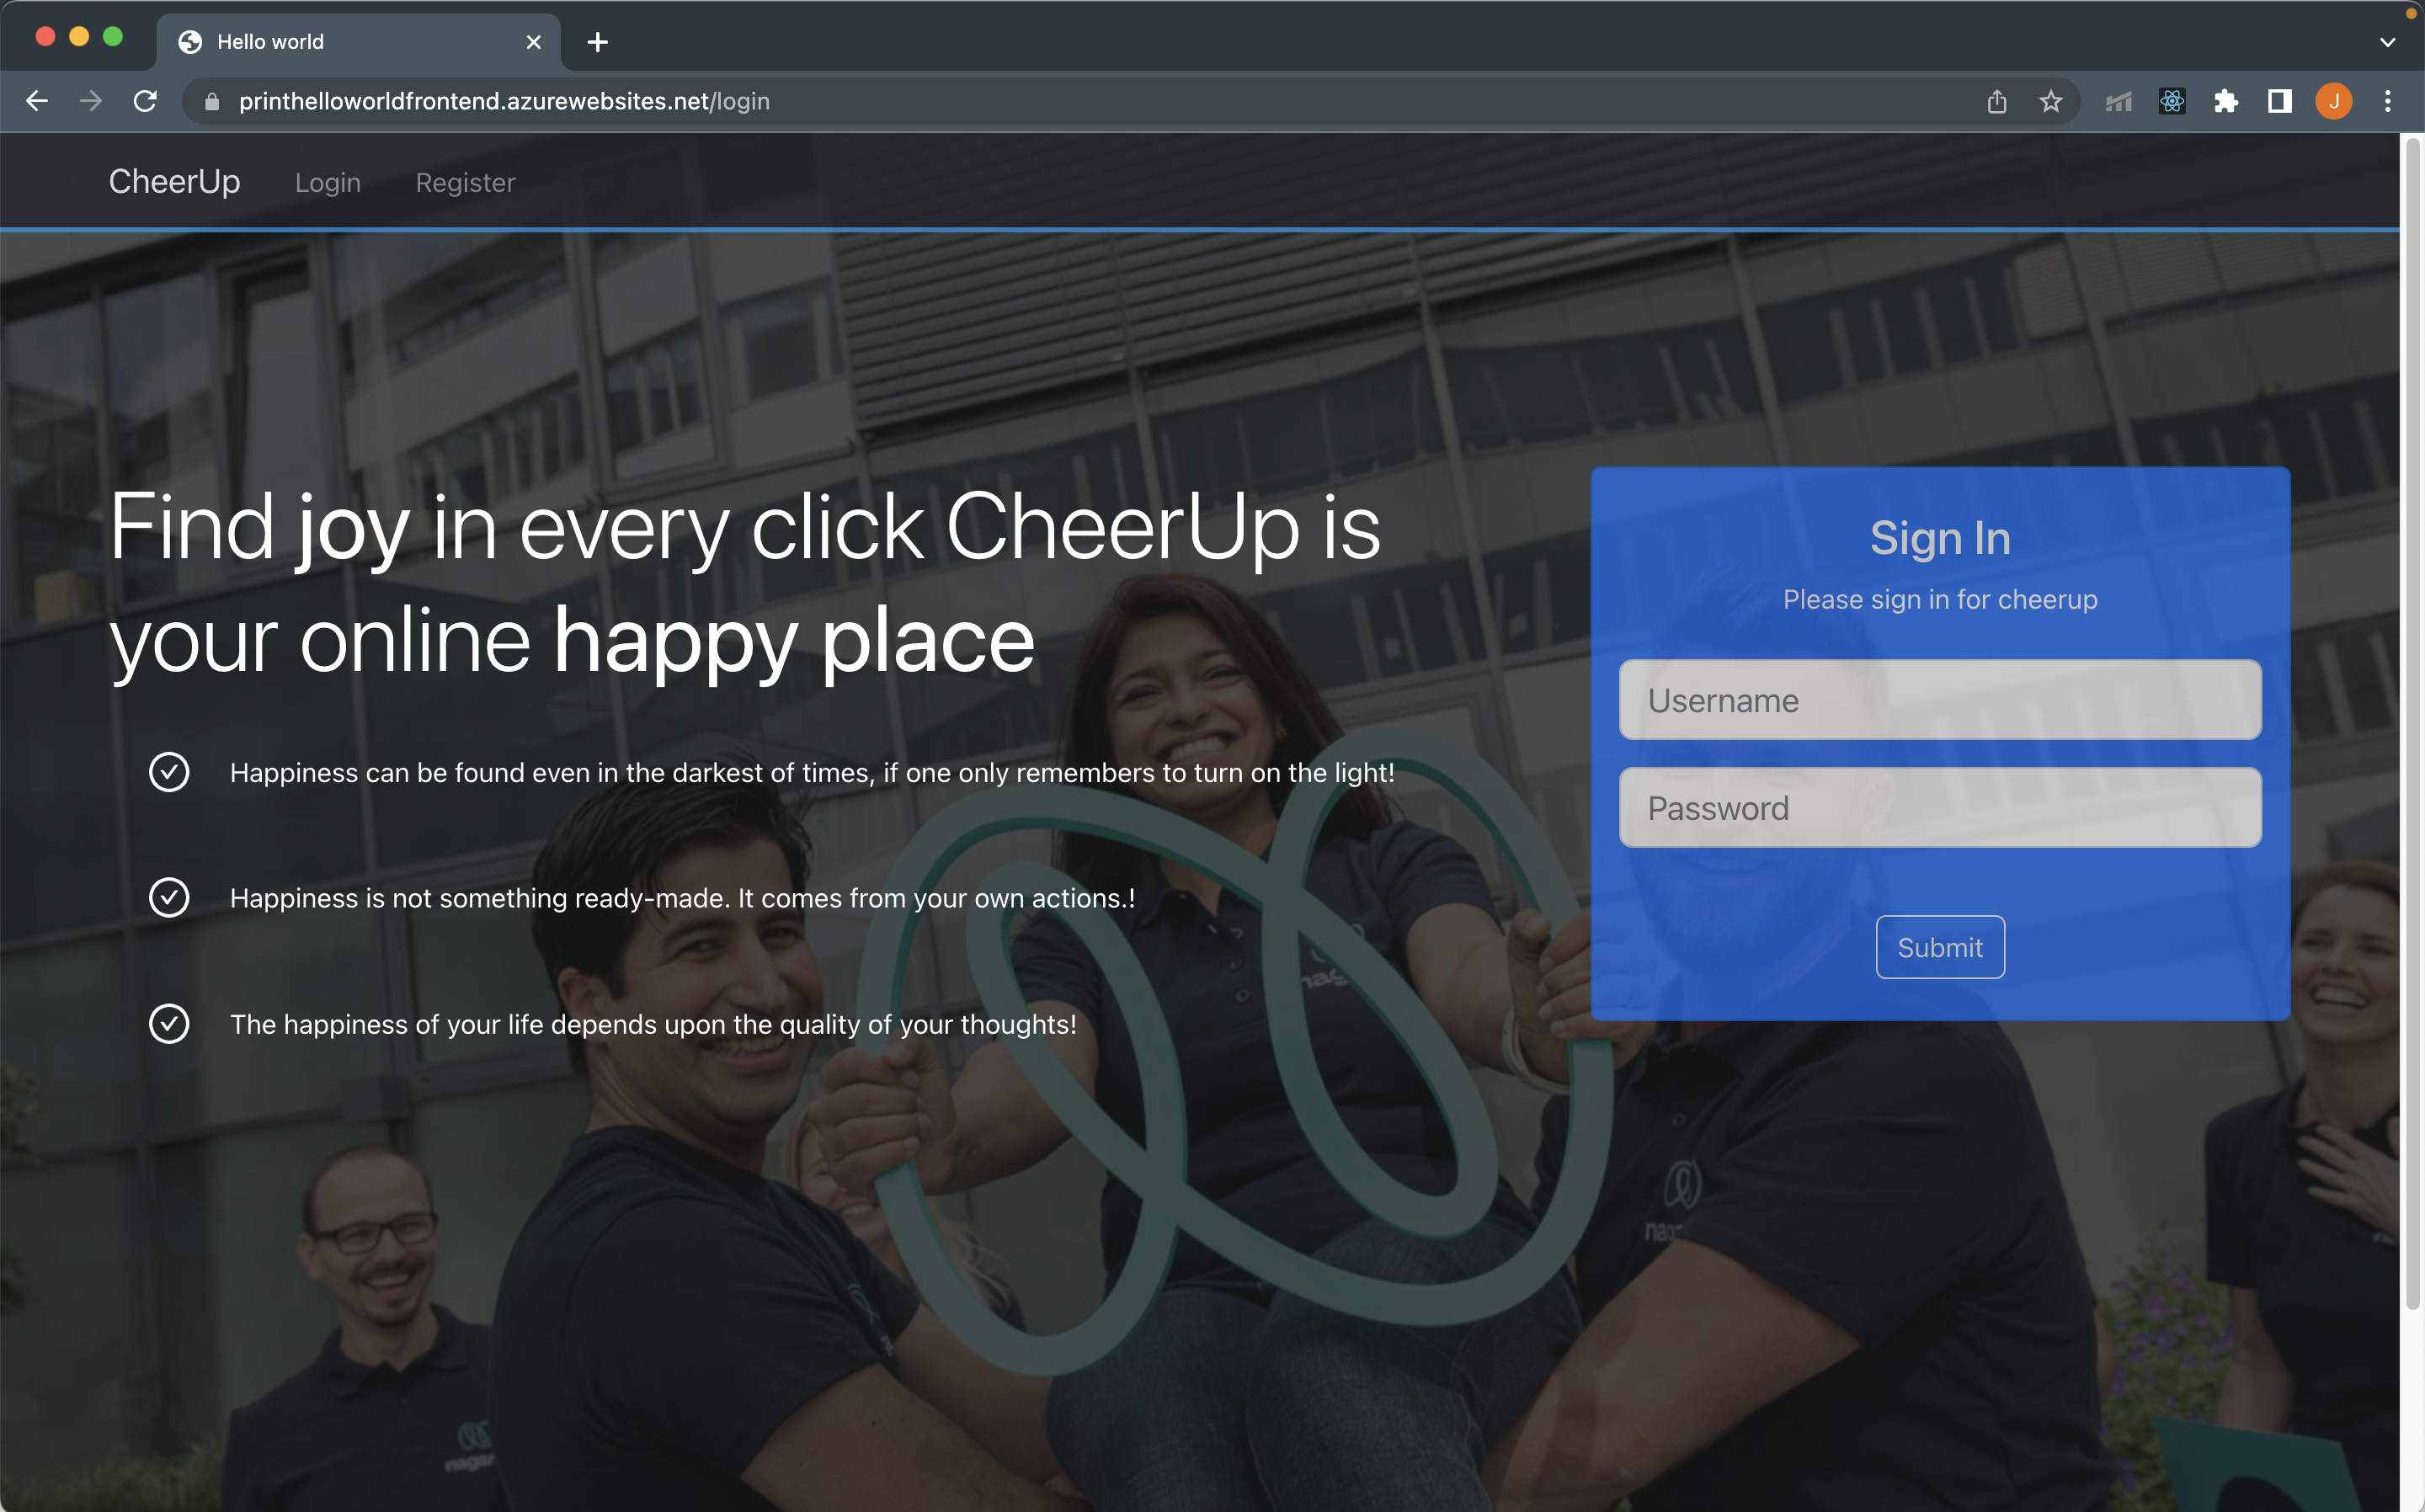 Hello world
printhelloworldfrontend.azurewebsites.net/login
J
CheerUp Login Register
Find joy in every click CheerUp is
your online happy place
Happiness can be found even in the darkest of times, if one only remembers to turn on the light!
Happiness is not something ready-made. It comes from your own actions.!
The happiness of your life depends upon the quality of your thoughts!
Sign In
Please sign in for cheerup
Username
Password
Submit